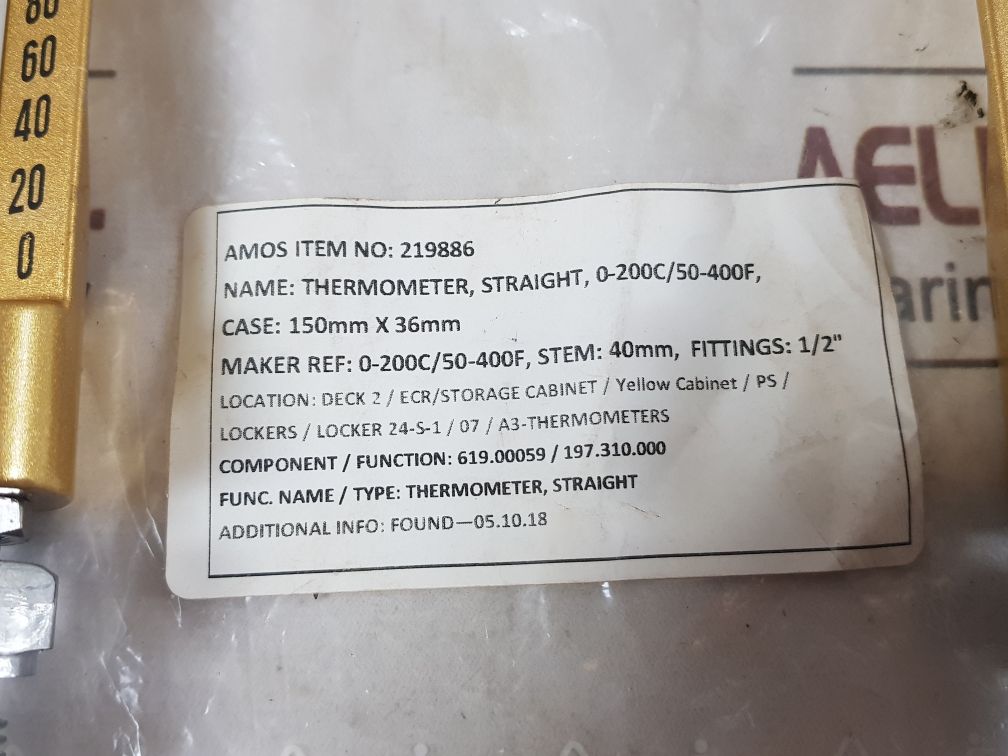 80
60
40
20
0
AEL
arin
AMOS ITEM NO: 219886
NAME: THERMOMETER, STRAIGHT, 0-200C/50-400F,
CASE: 150mm X 36mm
MAKER REF: 0-200C/50-400F, STEM: 40mm, FITTINGS: 1/2"
LOCATION: DECK 2 / ECR/STORAGE CABINET / Yellow Cabinet / PS /
LOCKERS / LOCKER 24-S-1 / 07 / A3-THERMOMETERS
COMPONENT / FUNCTION: 619.00059 / 197.310.000
FUNC. NAME / TYPE: THERMOMETER, STRAIGHT
ADDITIONAL INFO: FOUND—05.10.18